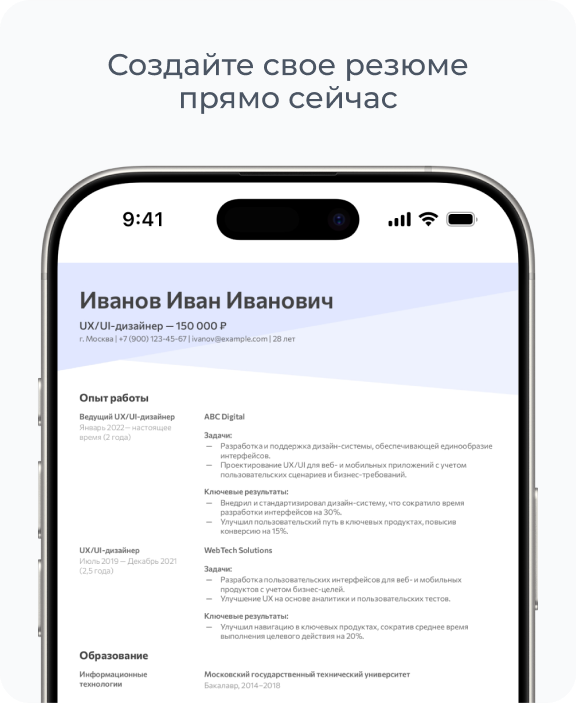 Создайте свое резюме
прямо сейчас
9:41
Иванов Иван Иванович
UX/UI-дизайнер — 150 000 ₽
г. Москва | +7 (900) 123-45-67 | ivanov@example.com | 28 лет
Опыт работы
Ведущий UX/UI-дизайнер
Январь 2022 — настоящее
время (2 года)
ABC Digital
Задачи:
— Разработка и поддержка дизайн-системы, обеспечивающей единообразие
интерфейсов.
— Проектирование UX/UI для веб- и мобильных приложений с учетом
пользовательских сценариев и бизнес-требований.
Ключевые результаты:
— Внедрил и стандартизировал дизайн-систему, что сократило время
разработки интерфейсов на 30%.
— Улучшил пользовательский путь в ключевых продуктах, повысив
конверсию на 15%.
UX/UI-дизайнер
Июль 2019 — Декабрь 2021
(2,5 года)
WebTech Solutions
Задачи:
— Разработка пользовательских интерфейсов для веб- и мобильных
продуктов с учетом бизнес-целей.
— Улучшение UX на основе аналитики и пользовательских тестов.
Ключевые результаты:
— Улучшил навигацию в ключевых продуктах, сократив среднее время
выполнения целевого действия на 20%.
Образование
Информационные
технологии
Московский государственный технический университет
Бакалавр, 2014–2018